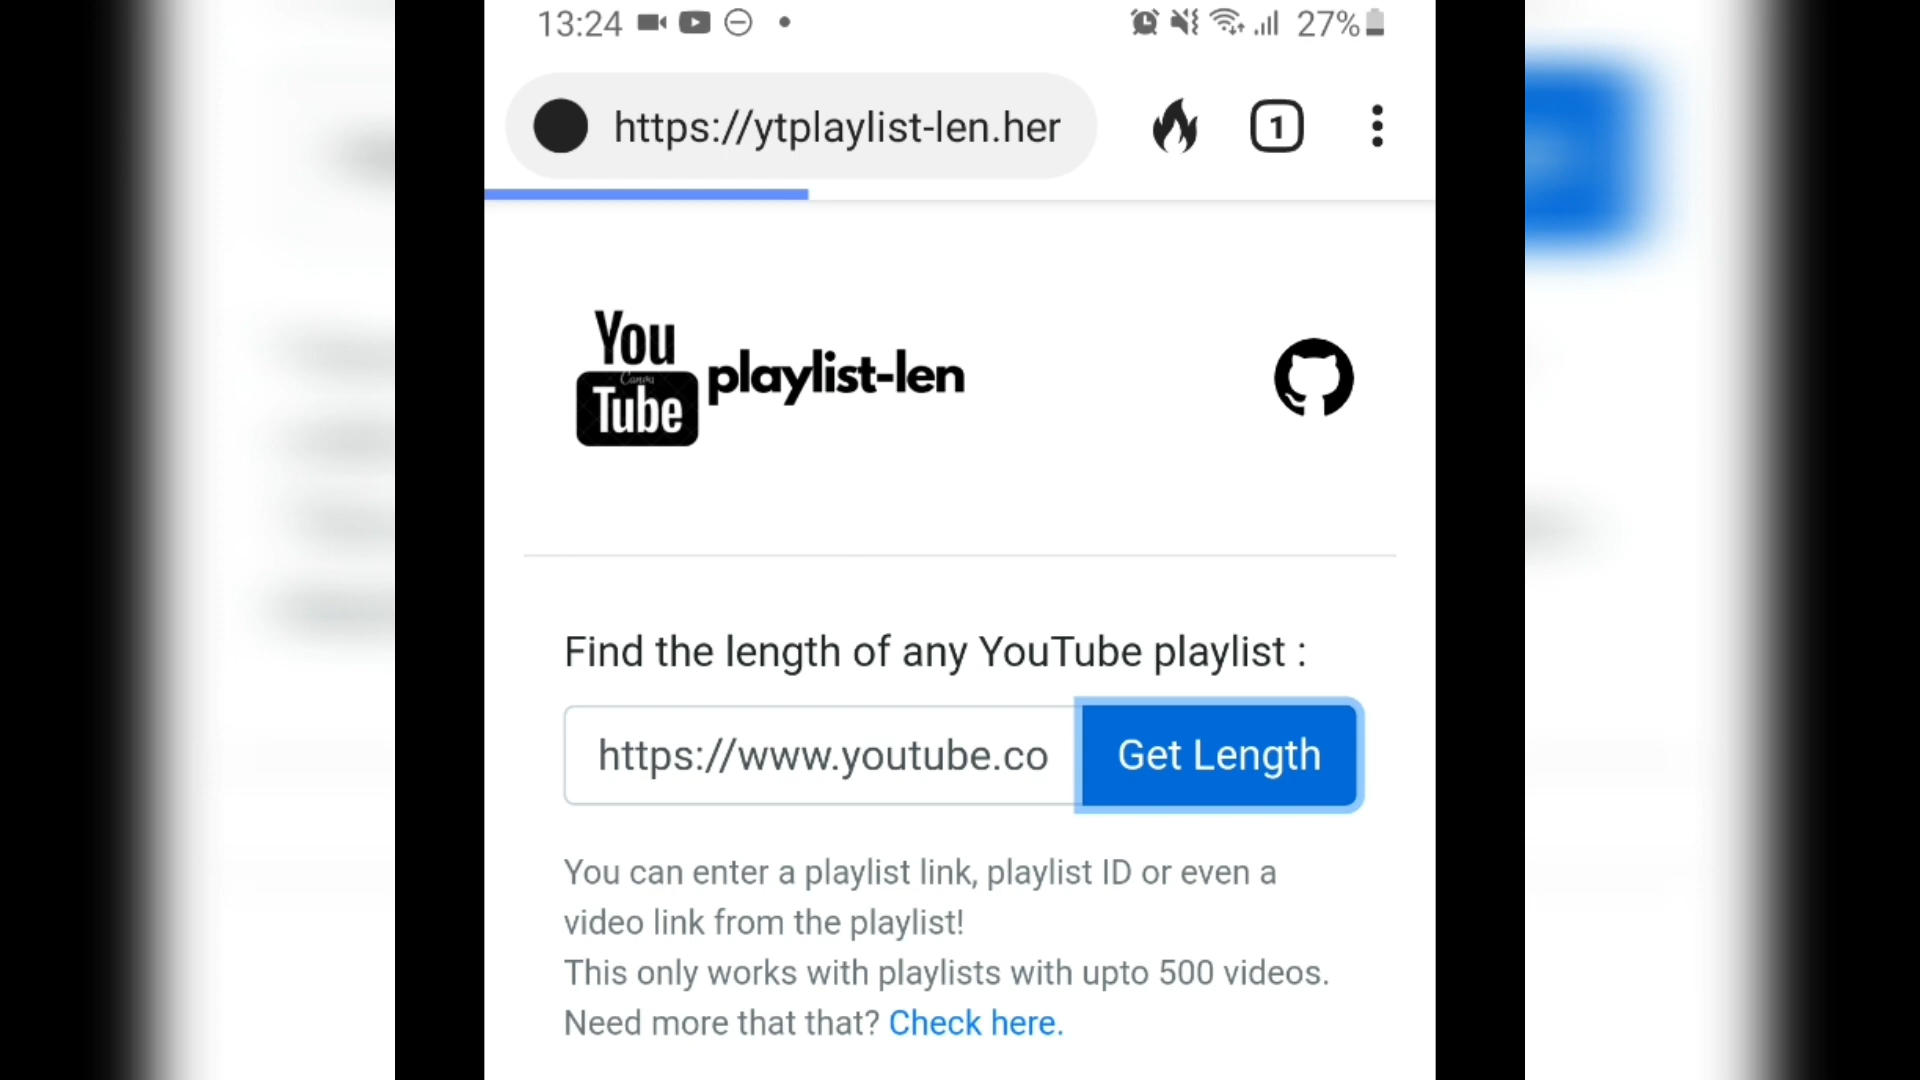 13:24
27%
https://ytplaylist-len.her
1
You
Canva
Tube
playlist-len
Find the length of any YouTube playlist :
https://www.youtube.co
Get Length
You can enter a playlist link, playlist ID or even a
video link from the playlist!
This only works with playlists with upto 500 videos.
Need more that that? Check here.